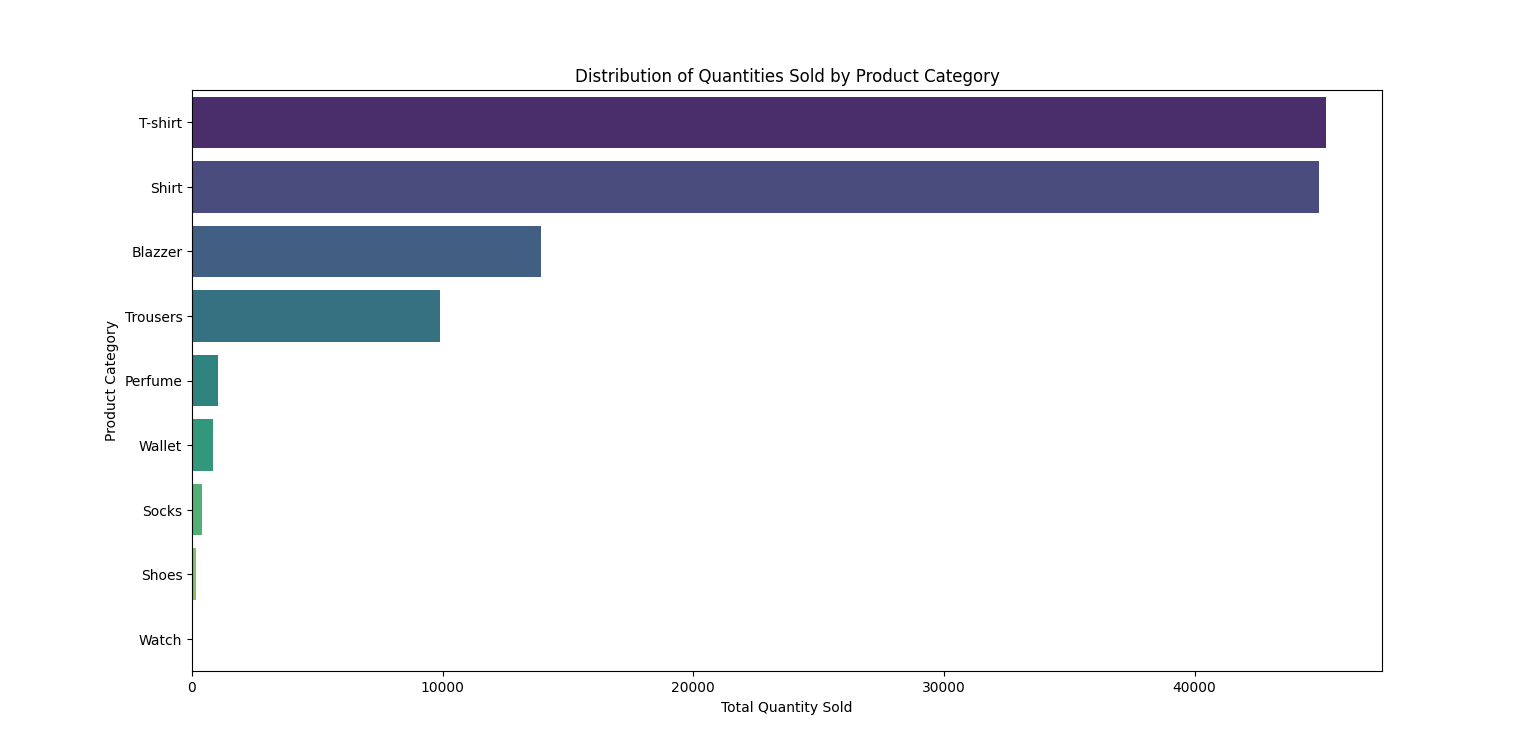 Distribution of Quantities Sold by Product Category
Product Category
T-shirt
Shirt
Blazzer
Trousers
Perfume
Wallet
Socks
Shoes
Watch
0 10000 20000 30000 40000
Total Quantity Sold